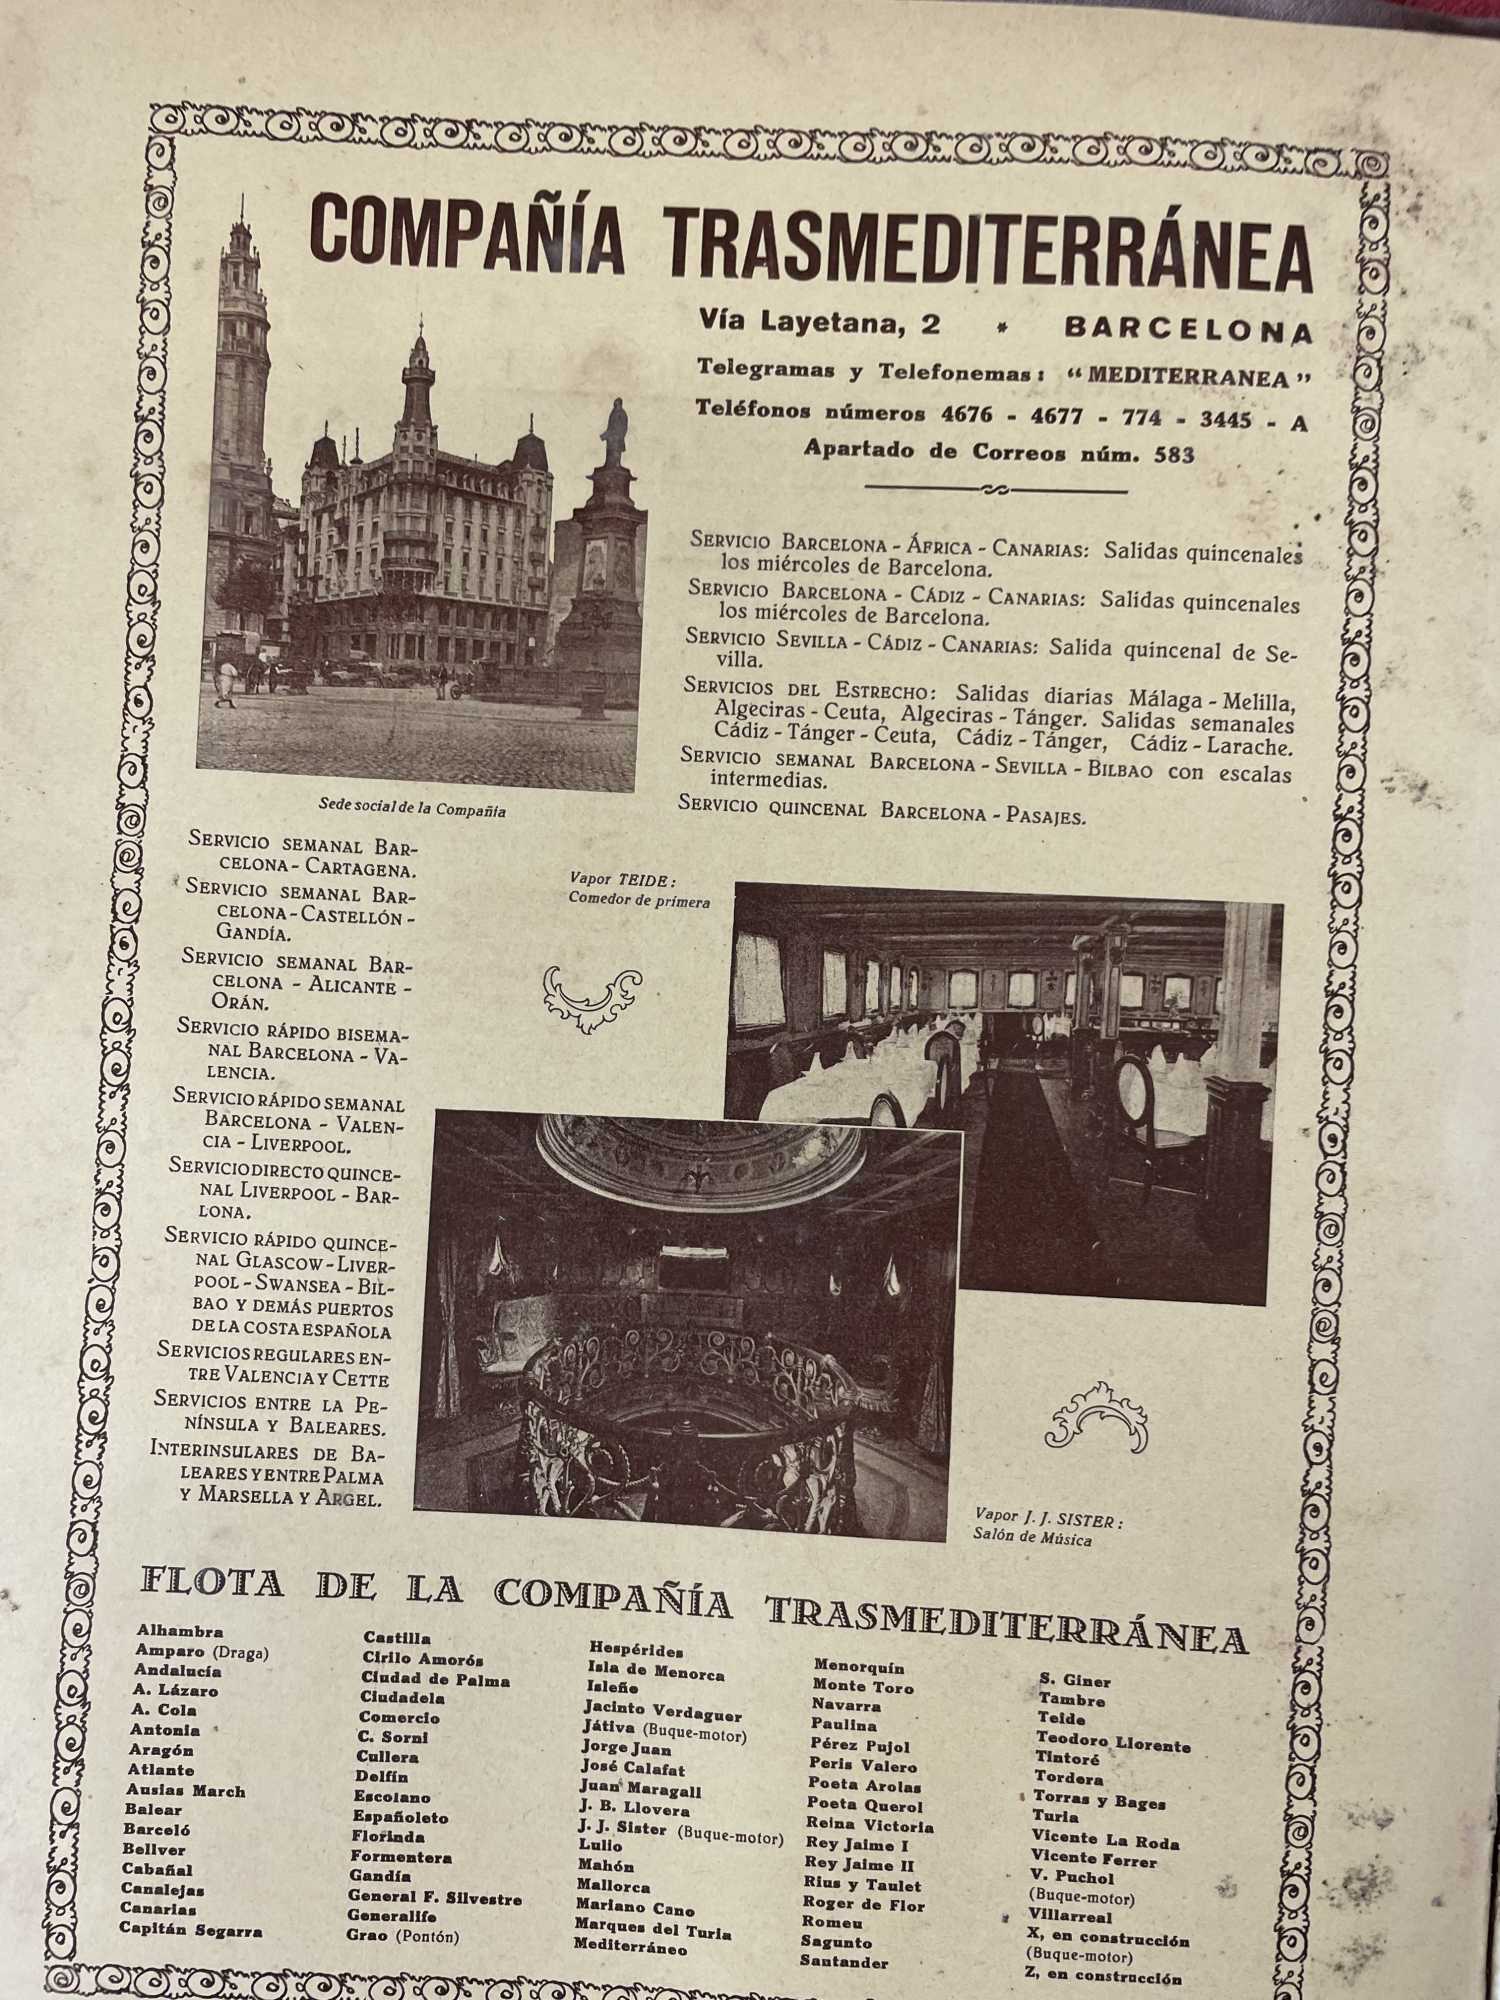 COMPAÑÍA TRASMEDITERRÁNEA
Vía Layetana, 2 * BARCELONA
Telegramas y Telefonemas: "MEDITERRANEA"
Teléfonos números 4676 - 4677 - 774 - 3445 - A
Apartado de Correos núm. 583
SERVICIO BARCELONA - ÁFRICA - CANARIAS: Salidas quincenales
los miércoles de Barcelona.
SERVICIO BARCELONA - CÁDIZ - CANARIAS: Salidas quincenales
los miércoles de Barcelona.
SERVICIO SEVILLA - CÁDIZ - CANARIAS: Salida quincenal de Se-
villa.
SERVICIOS DEL ESTRECHO: Salidas diarias Málaga - Melilla,
Algeciras - Ceuta, Algeciras - Tánger. Salidas semanales
Cádiz - Tánger - Ceuta, Cádiz - Tánger, Cádiz - Larache.
SERVICIO SEMANAL BARCELONA - SEVILLA - BILBAO con escalas
intermedias.
SERVICIO QUINCENAL BARCELONA - PASAJES.
Sede social de la Compañía
SERVICIO SEMANAL BAR-
CELONA - CARTAGENA.
SERVICIO SEMANAL BAR-
CELONA - CASTELLÓN -
GANDÍA.
SERVICIO SEMANAL BAR-
CELONA - ALICANTE -
ORÁN.
SERVICIO RÁPIDO BISEMA-
NAL BARCELONA - VA-
LENCIA.
SERVICIO RÁPIDO SEMANAL
BARCELONA - VALEN-
CIA - LIVERPOOL.
SERVICIO DIRECTO QUINCE-
NAL LIVERPOOL - BAR-
LONA.
SERVICIO RÁPIDO QUINCE-
NAL GLASCOW - LIVER-
POOL - SWANSEA - BIL-
BAO Y DEMÁS PUERTOS
DE LA COSTA ESPAÑOLA
SERVICIOS REGULARES EN-
TRE VALENCIA Y CETTE
SERVICIOS ENTRE LA PE-
NÍNSULA Y BALEARES.
INTERINSULARES DE BA-
LEARES Y ENTRE PALMA
Y MARSELLA Y ARGEL.
Vapor TEIDE:
Comedor de primera
Vapor J. J. SISTER:
Salón de Música
FLOTA DE LA COMPAÑÍA TRASMEDITERRÁNEA
Alhambra
Amparo (Draga)
Andalucía
A. Lázaro
A. Cola
Antonia
Aragón
Atlante
Ausias March
Balear
Barceló
Bellver
Cabañal
Canalejas
Canarias
Capitán Segarra
Castilla
Cirilo Amorós
Ciudad de Palma
Ciudadela
Comercio
C. Sorni
Cullera
Delfín
Escolano
Españoleto
Florinda
Formentera
Gandía
General F. Silvestre
Generalife
Grao (Pontón)
Hespérides
Isla de Menorca
Isleño
Jacinto Verdaguer
Játiva (Buque-motor)
Jorge Juan
José Calafat
Juan Maragall
J. B. Llovera
J. J. Sister (Buque-motor)
Lulio
Mahón
Mallorca
Mariano Cano
Marques del Turia
Mediterráneo
Menorquín
Monte Toro
Navarra
Paulina
Pérez Pujol
Peris Valero
Poeta Arolas
Poeta Querol
Reina Victoria
Rey Jaime I
Rey Jaime II
Rius y Taulet
Roger de Flor
Romeu
Sagunto
Santander
S. Giner
Tambre
Teide
Teodoro Llorente
Tintoré
Tordera
Torras y Bages
Turia
Vicente La Roda
Vicente Ferrer
V. Puchol
(Buque-motor)
Villarreal
X, en construcción
(Buque-motor)
Z, en construcción